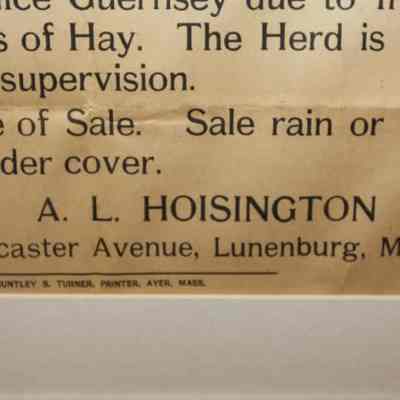 Guernsey due to
s of Hay. The Herd is
supervision.
e of Sale. Sale rain or
der cover.
A. L. HOISINGTON
caster Avenue, Lunenburg, M
UNTLEY S. TURNER, PRINTER, AYER, MASS.